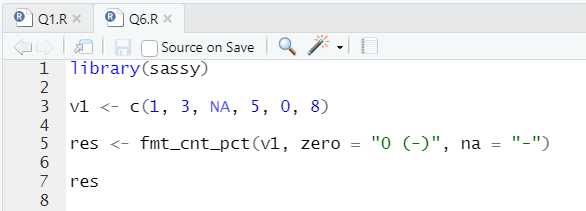 Q1.R
Q6.R
Source on Save
1 library(sassy)
2
3 v1 <- c(1, 3, NA, 5, 0, 8)
4
5 res <- fmt_cnt_pct(v1, zero = "0 (-)", na = "-")
6
7 res
8